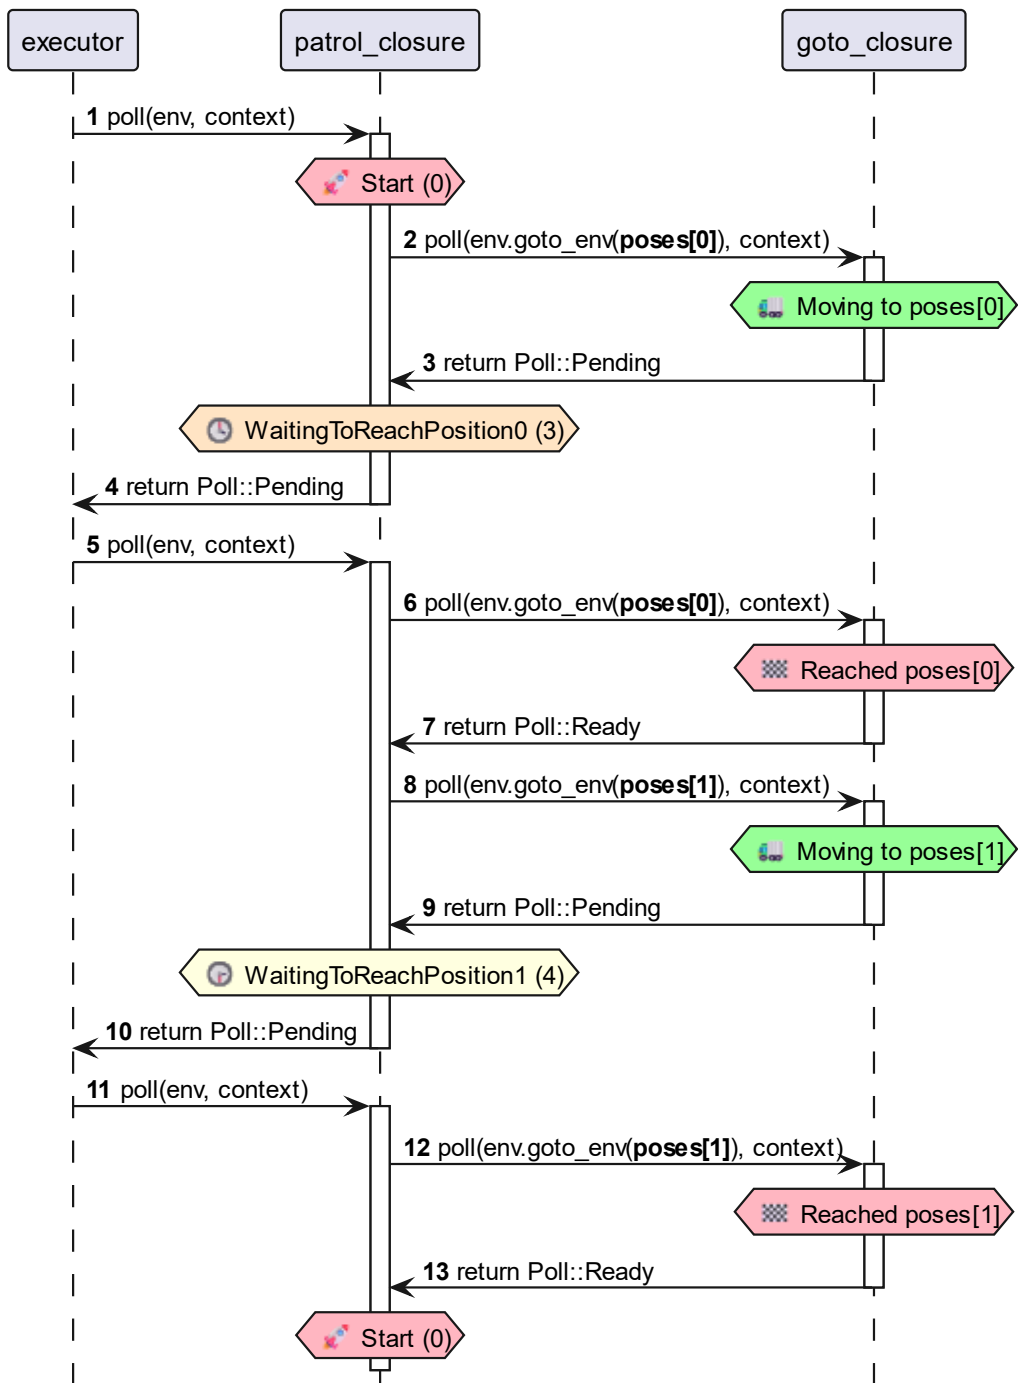 executor
patrol_closure
goto_closure
1 poll(env, context)
Start (0)
2 poll(env.goto_env(poses[0]), context)
Moving to poses[0]
3 return Poll::Pending
WaitingToReachPosition0 (3)
4 return Poll::Pending
5 poll(env, context)
6 poll(env.goto_env(poses[0]), context)
Reached poses[0]
7 return Poll::Ready
8 poll(env.goto_env(poses[1]), context)
Moving to poses[1]
9 return Poll::Pending
WaitingToReachPosition1 (4)
10 return Poll::Pending
11 poll(env, context)
12 poll(env.goto_env(poses[1]), context)
Reached poses[1]
13 return Poll::Ready
Start (0)